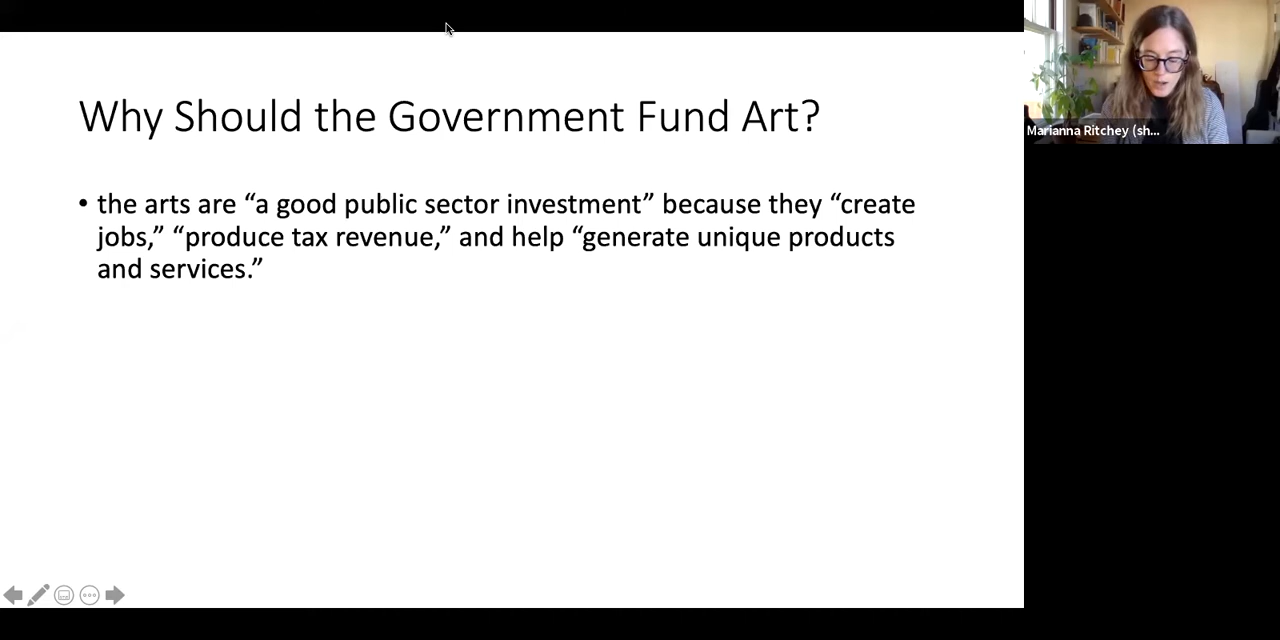 Why Should the Government Fund Art?
• the arts are “a good public sector investment” because they “create
jobs,” “produce tax revenue,” and help “generate unique products
and services.”
Marianna Ritchey (sh...